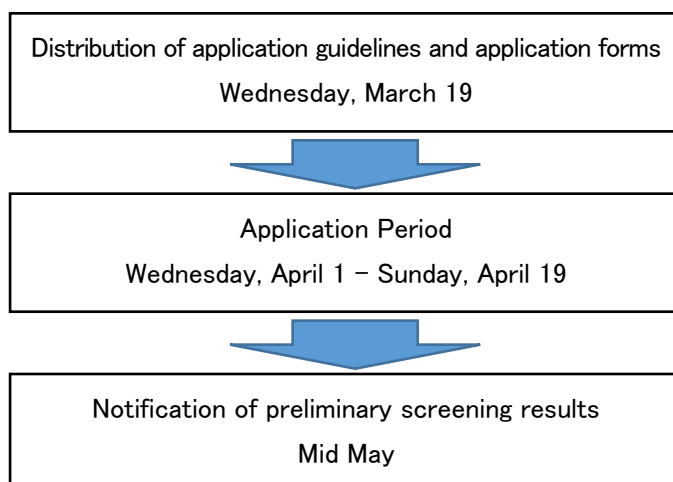 Distribution of application guidelines and application forms
Wednesday, March 19
Application Period
Wednesday, April 1 – Sunday, April 19
Notification of preliminary screening results
Mid May